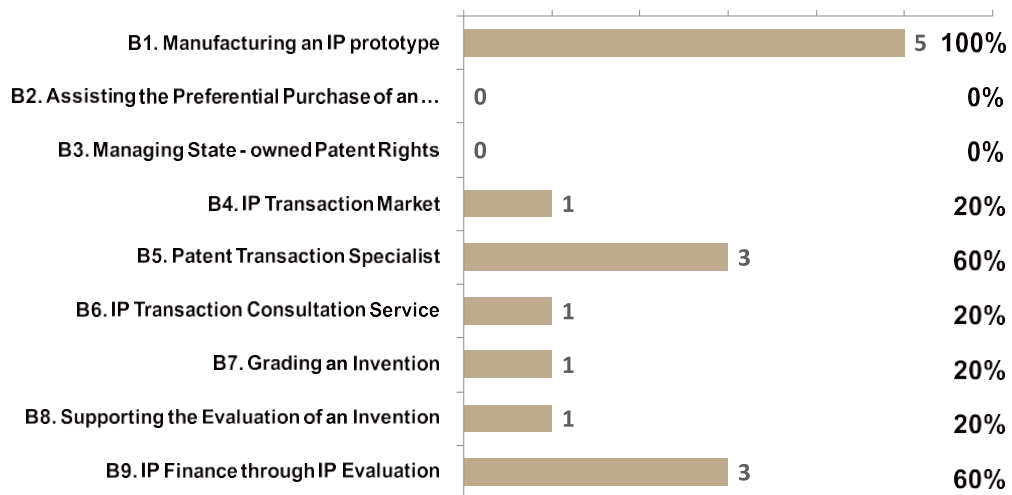 B1. Manufacturing an IP prototype 5 100%
B2. Assisting the Preferential Purchase of an … 0 0%
B3. Managing State - owned Patent Rights 0 0%
B4. IP Transaction Market 1 20%
B5. Patent Transaction Specialist 3 60%
B6. IP Transaction Consultation Service 1 20%
B7. Grading an Invention 1 20%
B8. Supporting the Evaluation of an Invention 1 20%
B9. IP Finance through IP Evaluation 3 60%